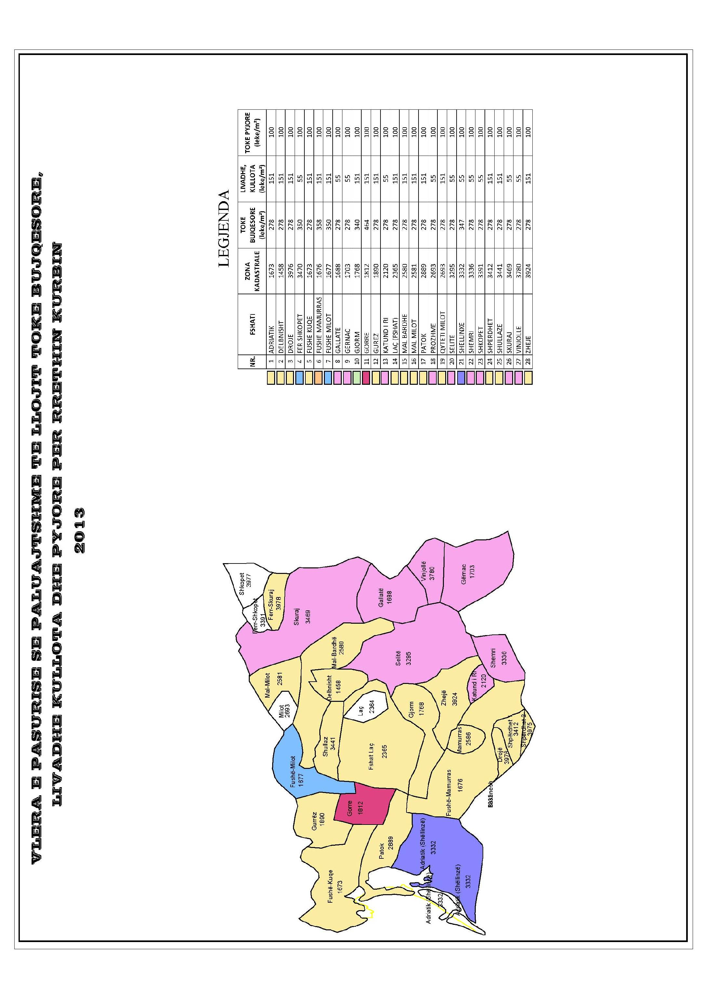 VLERA E PASURISE SE PALUAJTSHME TE LLOJIT TOKE BUJQESORE,
LIVADHE KULLOTA DHE PYJORE PER RRETHIN KURBIN
2013
LEGJENDA
NR. FSHATI ZONA KADASTRALE TOKE BUJQESORE (leke/m²) LIVADHE, KULLOTA (leke/m²) TOKE PYJORE (leke/m²)
1 ADRIATIK 1673 278 151 100
2 DELBNISHT 1458 278 151 100
3 DROJE 3976 278 151 100
4 FER SHKOPET 3470 350 55 100
5 FUSHE KUQE 1673 278 151 100
6 FUSHE MAMURRAS 1676 358 151 100
7 FUSHE MILOT 1677 350 151 100
8 GALLATE 1688 278 55 100
9 GERNAC 1703 278 55 100
10 GJORM 1768 340 151 100
11 GORRE 1812 464 151 100
12 GUREZ 1890 278 151 100
13 KATUND I RI 2120 278 55 100
14 LAÇ (FSHAT) 2365 278 151 100
15 MAL BARDHE 2580 278 151 100
16 MAL MILOT 2581 278 151 100
17 PATOK 2889 278 151 100
18 PROZHME 2693 278 55 100
19 QYTETI MILOT 2693 278 151 100
20 SELITE 3295 278 55 100
21 SHELLINXE 3332 347 55 100
22 SHEMRI 3336 278 55 100
23 SHKOPET 3391 278 55 100
24 SHPERDHET 3412 278 151 100
25 SHULLAZE 3441 278 151 100
26 SKURAJ 3469 278 55 100
27 VINJOLLE 3780 278 55 100
28 ZHEJE 3924 278 151 100
Shkopet
3977
Ferr-Shkopet
3391
Ferr-Skuraj
3978
Skuraj
3469
Mal-Milot
2581
Milot
2693
Fushë-Milot
1677
Mal-Bardhë
2580
Delbnisht
1458
Shullaz
3441
Gurrëz
1890
Fushë-Kuqe
1673
Gorre
1812
Laç
2364
Fshat Laç
2365
Gallatë
1688
Patok
2889
Selitë
3295
Gjorm
1768
Vinjollë
3780
Gëmac
1703
Zhejë
3924
Mamurras
2586
Fushë-Mamurras
1676
Katund i Ri
2120
Shemri
3336
Drojë
3976
Shpërdhet
3412
Shpërdhet 2
3975
Adriatik (Shëllinzë)
3332
Adriatik (Shëllinzë)
3332
Adriatik (Shëllinzë)
3332